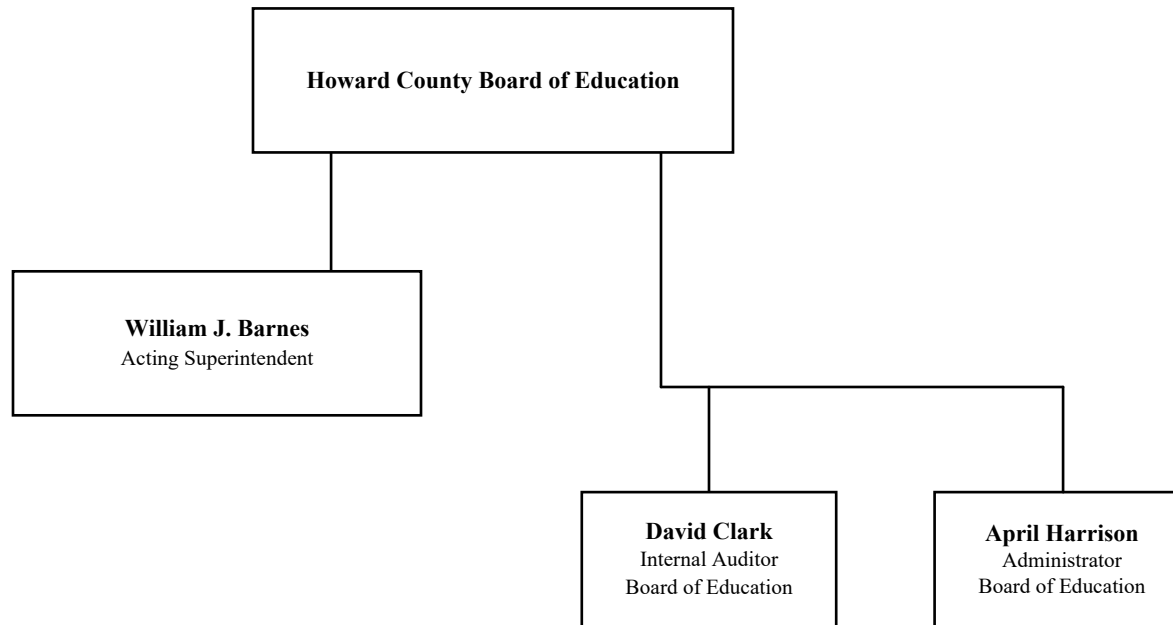 Howard County Board of Education
William J. Barnes
Acting Superintendent
David Clark
Internal Auditor
Board of Education
April Harrison
Administrator
Board of Education